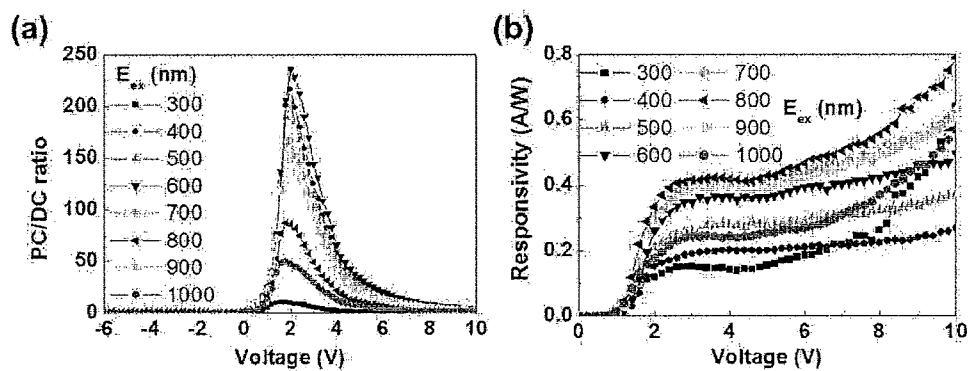 (a)
250
200
150
100
50
0
PC/DC ratio
E_ex (nm)
300
400
500
600
700
800
900
1000
-6 -4 -2 0 2 4 6 8 10
Voltage (V)
(b)
0.8
0.6
0.4
0.2
0.0
Responsivity (A/W)
300 700
400 800
500 900
600 1000
E_ex (nm)
0 2 4 6 8 10
Voltage (V)